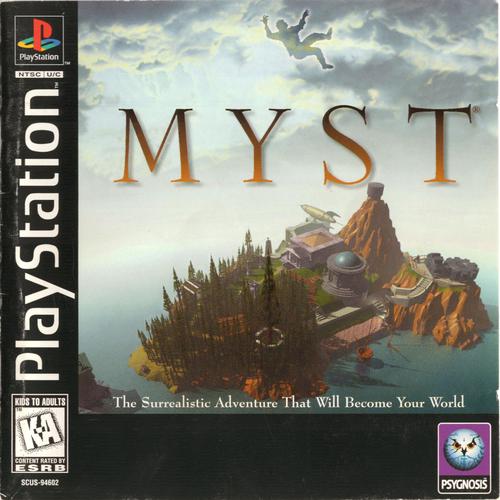 PlayStation
NTSC U/C
PlayStation
MYST
The Surrealistic Adventure That Will Become Your World
KIDS TO ADULTS
K-A
CONTENT RATED BY
ESRB
SCUS-94602
PSYGNOSIS